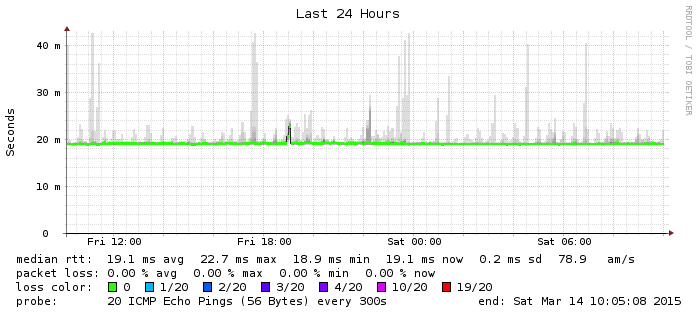 Last 24 Hours
RRDTOOL / TOBI OETIKER
Seconds
40 m
30 m
20 m
10 m
0
Fri 12:00 Fri 18:00 Sat 00:00 Sat 06:00
median rtt: 19.1 ms avg 22.7 ms max 18.9 ms min 19.1 ms now 0.2 ms sd 78.9 am/s
packet loss: 0.00 % avg 0.00 % max 0.00 % min 0.00 % now
loss color: 0 1/20 2/20 3/20 4/20 10/20 19/20
probe: 20 ICMP Echo Pings (56 Bytes) every 300s end: Sat Mar 14 10:05:08 2015